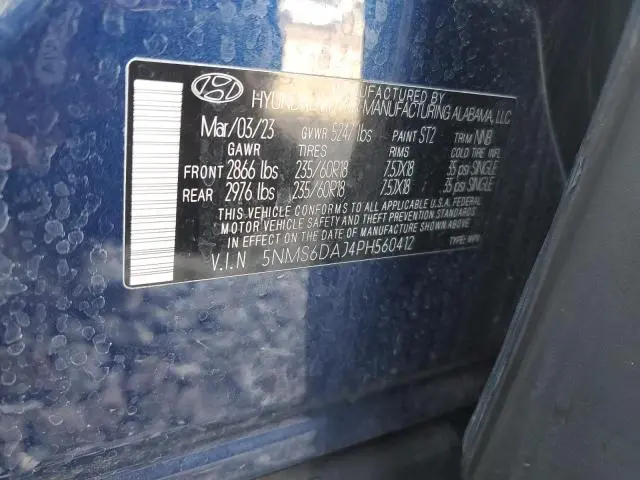 MANUFACTURED BY
HYUNDAI MOTOR MANUFACTURING ALABAMA, LLC
Mar/03/23 GVWR 5247 lbs PAINT ST2 TRIM NNB
GAWR TIRES RIMS COLD TIRE INFL
FRONT 2866 lbs 235/60R18 7.5JX18 35 psi SINGLE
REAR 2976 lbs 235/60R18 7.5JX18 35 psi SINGLE
THIS VEHICLE CONFORMS TO ALL APPLICABLE U.S.A. FEDERAL
MOTOR VEHICLE SAFETY AND THEFT PREVENTION STANDARDS
IN EFFECT ON THE DATE OF MANUFACTURE SHOWN ABOVE
V.I.N 5NMS6DAJ4PH560412 TYPE: MPV